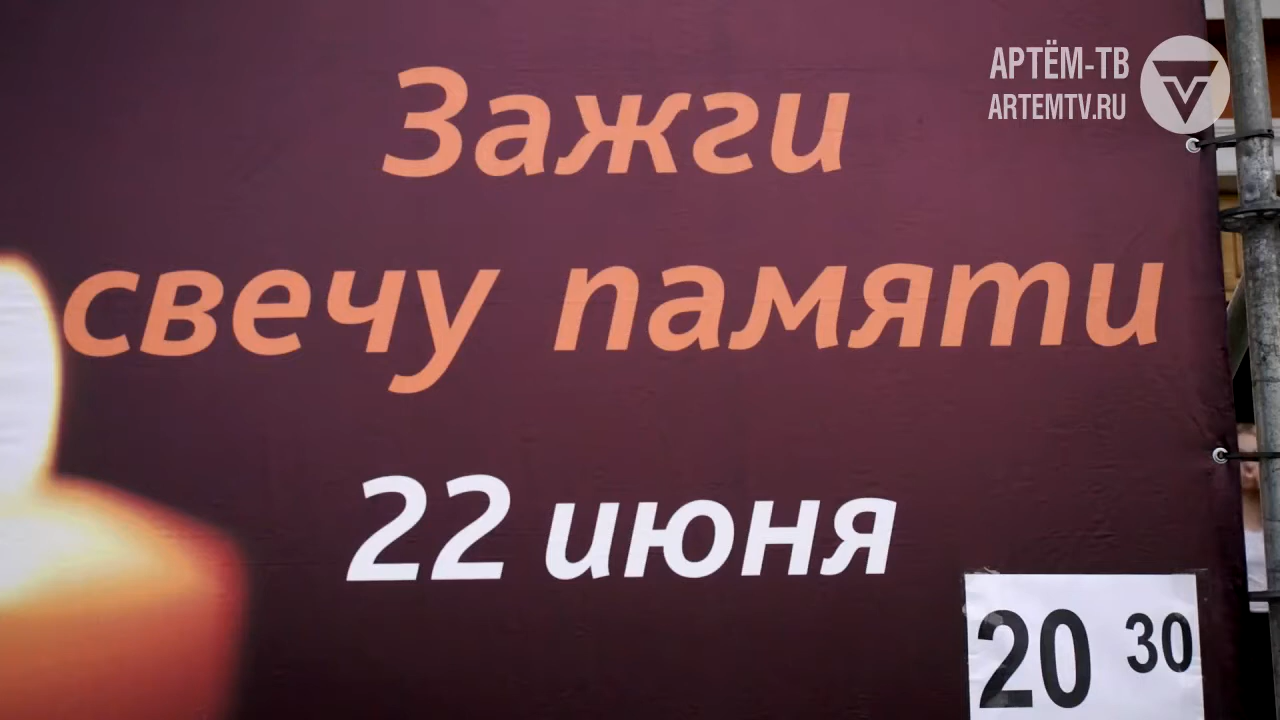 АРТЁМ-ТВ
ARTEMTV.RU
Зажги
свечу памяти
22 июня
20 30